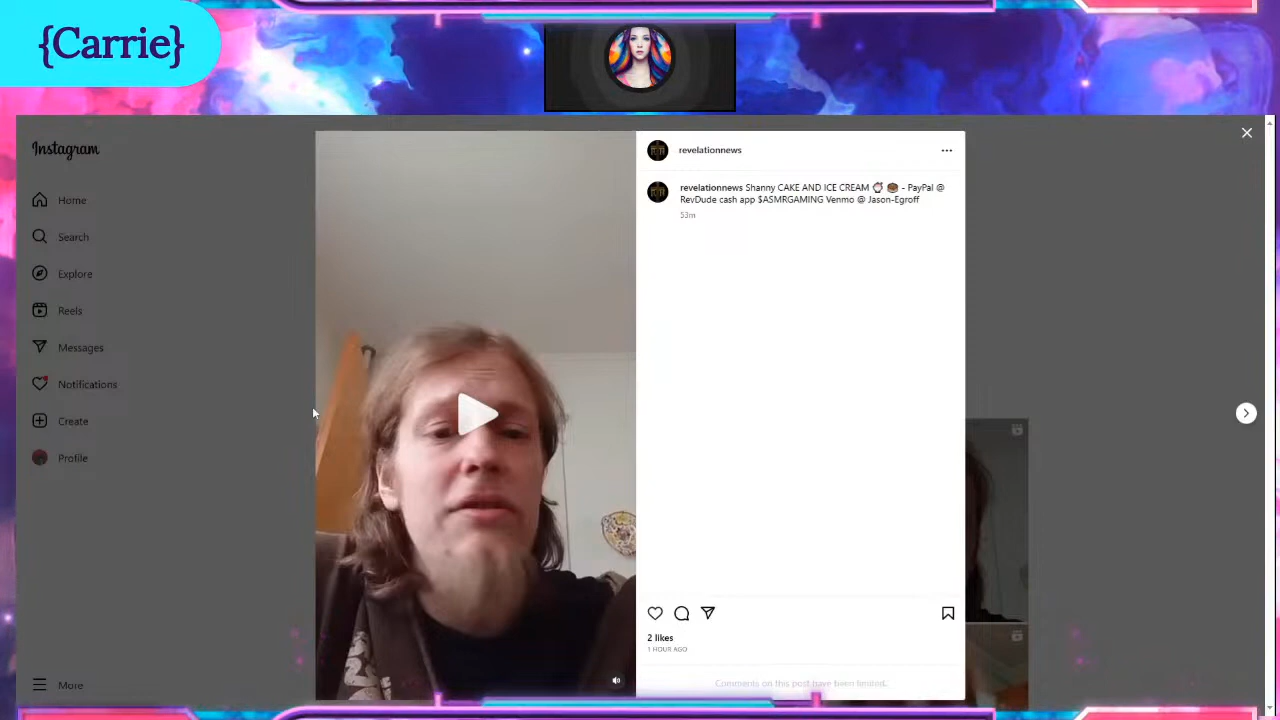 {Carrie}
Instagram
Home
Search
Explore
Reels
Messages
Notifications
Create
Profile
More
revelationnews
revelationnews Shanny CAKE AND ICE CREAM - PayPal @
RevDude cash app $ASMRGAMING Venmo @ Jason-Egroff
53m
2 likes
1 HOUR AGO
Comments on this post have been limited.